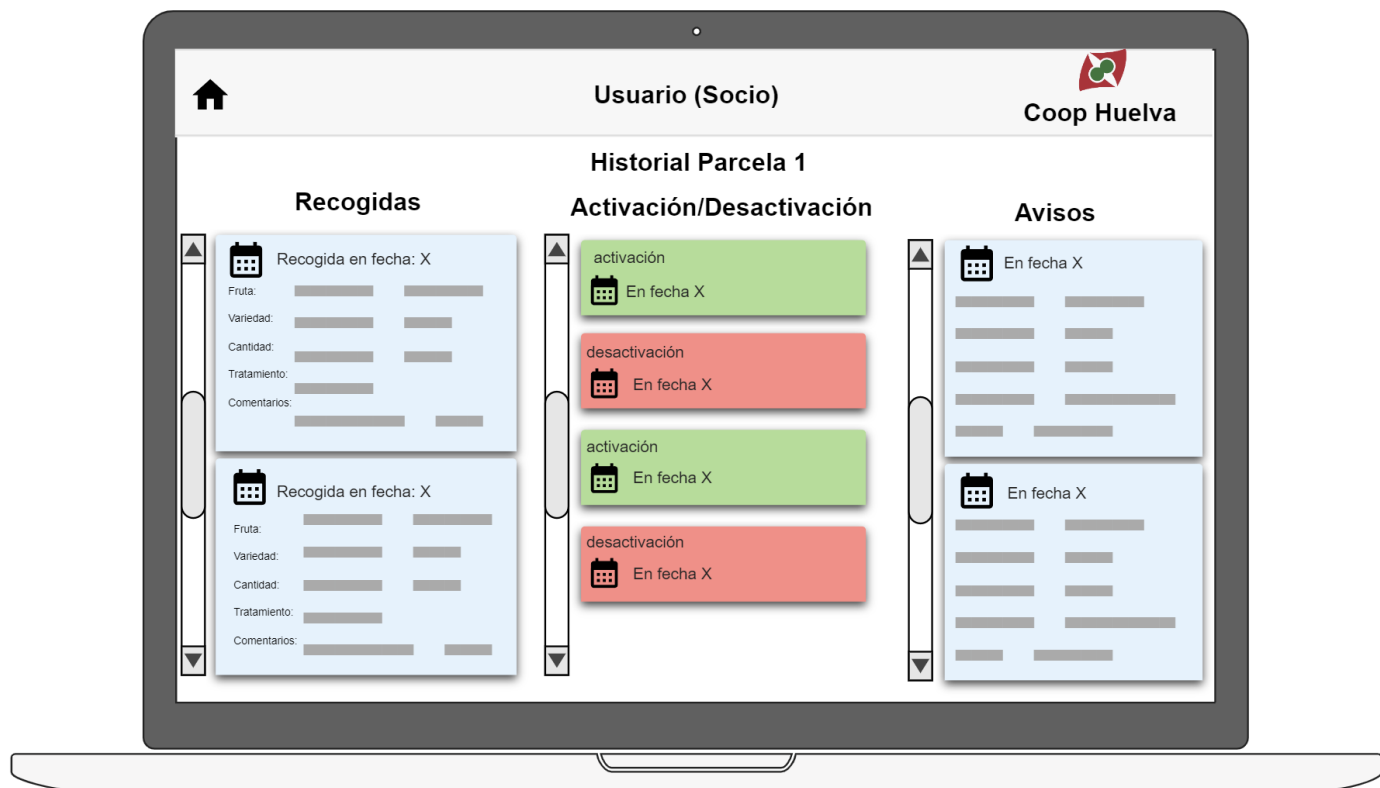 Usuario (Socio)
Coop Huelva
Historial Parcela 1
Recogidas
Recogida en fecha: X
Fruta:
Variedad:
Cantidad:
Tratamiento:
Comentarios:
Recogida en fecha: X
Fruta:
Variedad:
Cantidad:
Tratamiento:
Comentarios:
Activación/Desactivación
activación
En fecha X
desactivación
En fecha X
activación
En fecha X
desactivación
En fecha X
Avisos
En fecha X
En fecha X